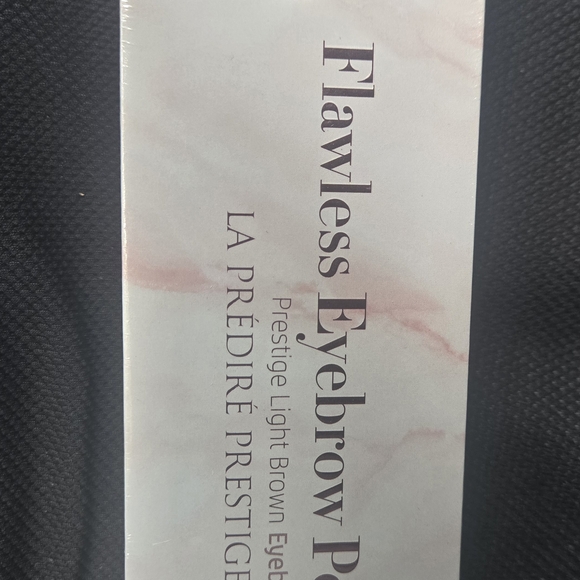 Flawless Eyebrow
Prestige Light Brown
LA PRÉDIRÉ PRESTIGE